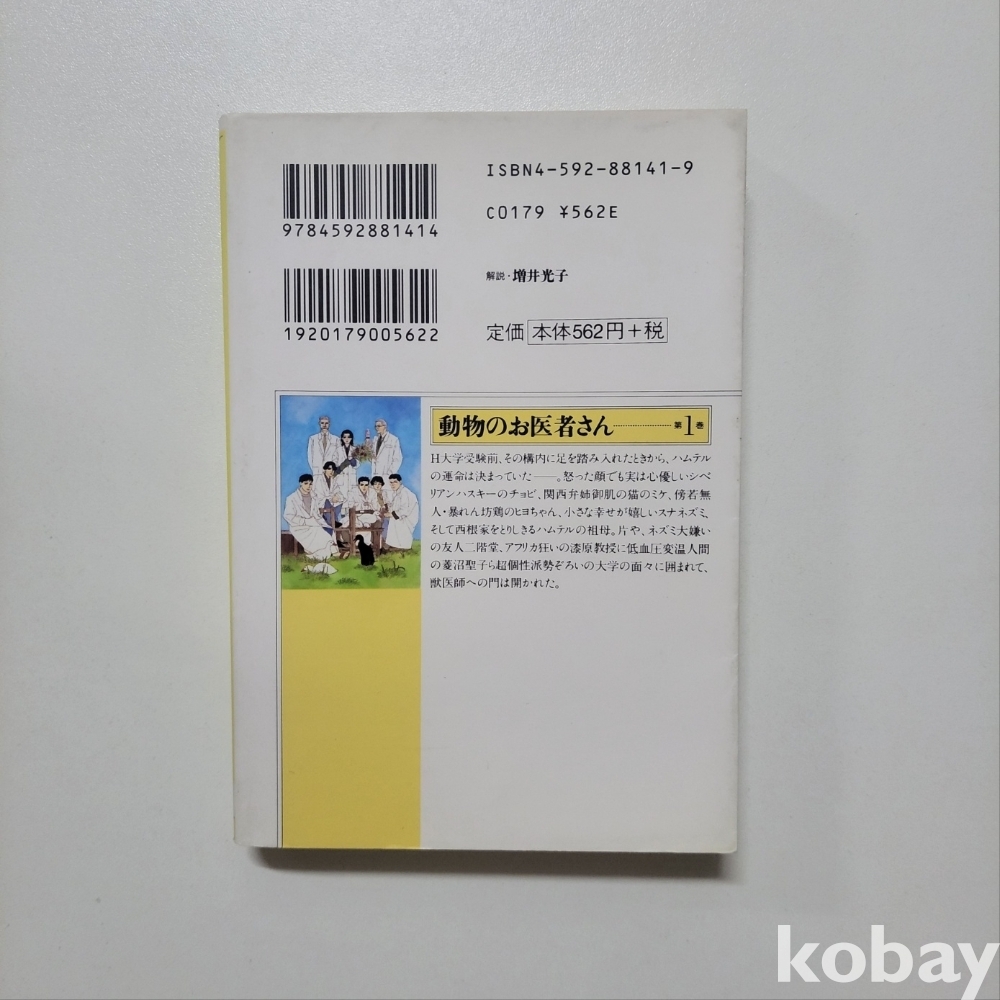 ISBN4-592-88141-9
9784592881414
C0179 ¥562E
解説・増井光子
1920179005622
定価 本体562円+税
動物のお医者さん 第1巻
H大学受験前、その構内に足を踏み入れたときから、ハムテル
の運命は決まっていた――。怒った顔でも実は心優しいシベ
リアンハスキーのチョビ、関西弁姉御肌の猫のミケ、傍若無
人・暴れん坊鶏のヒヨちゃん、小さな幸せが嬉しいスナネズミ、
そして西根家をとりしきるハムテルの祖母。片や、ネズミ大嫌い
の友人二階堂、アフリカ狂いの漆原教授に低血圧変温人間
の菱沼聖子ら超個性派勢ぞろいの大学の面々に囲まれて、
獣医師への門は開かれた。
kobay